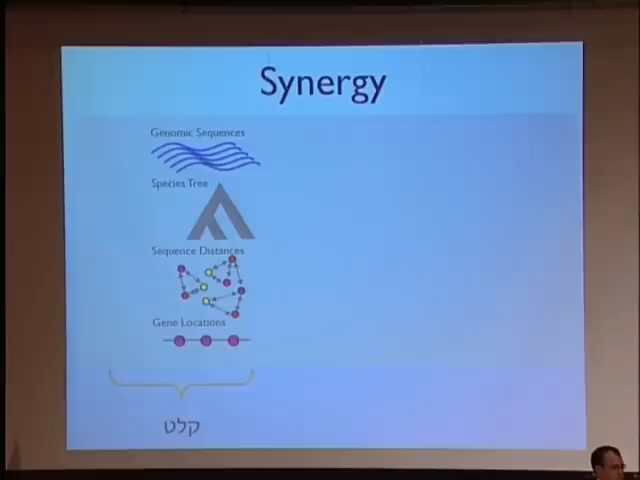 Synergy
Genomic Sequences
Species Tree
Sequence Distances
Gene Locations
קלט